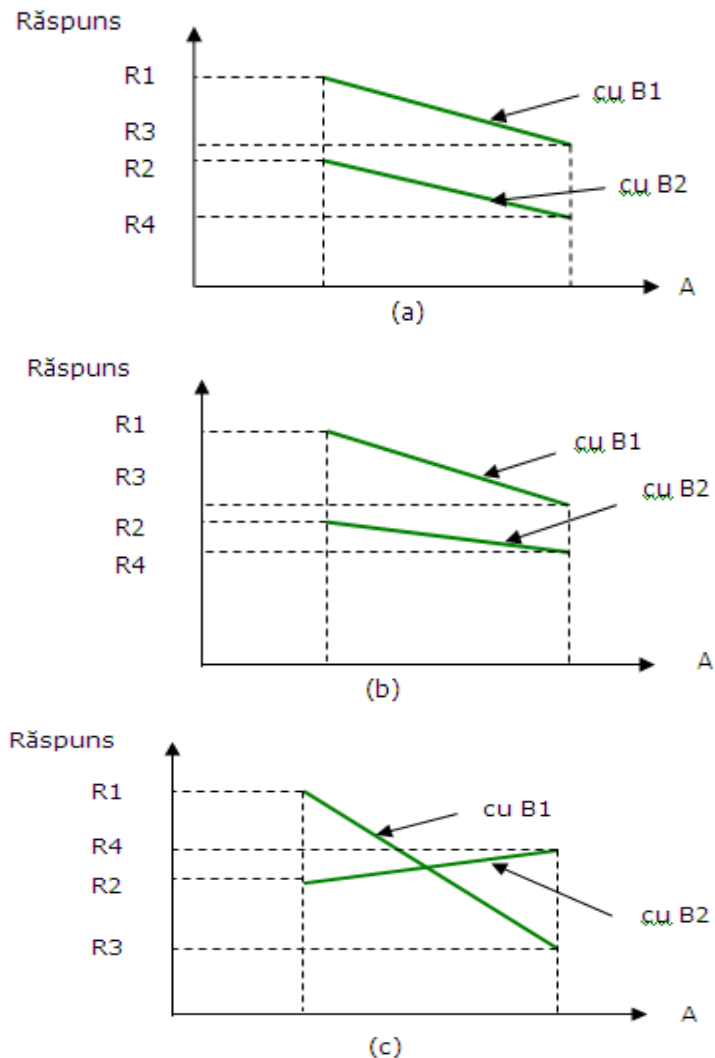 Răspuns
R1
cu B1
R3
R2
cu B2
R4
A
(a)
Răspuns
R1
cu B1
R3
cu B2
R2
R4
A
(b)
Răspuns
R1
cu B1
R4
R2
cu B2
R3
A
(c)